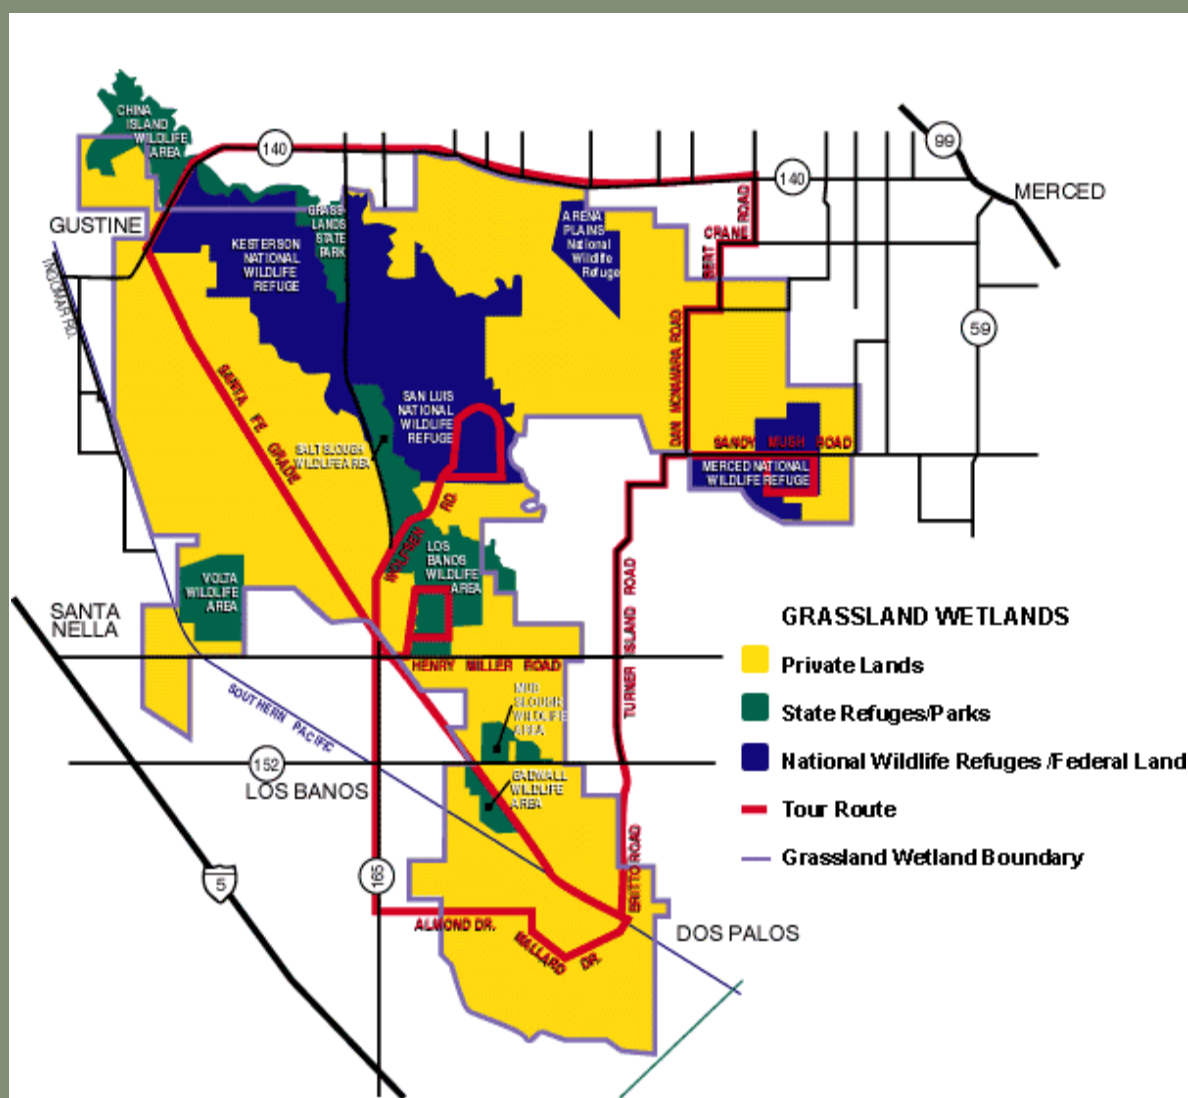 CHINA
ISLAND
WILDLIFE
AREA
140
99
140
MERCED
GUSTINE
GRASS-
LANDS
STATE
PARK
KESTERSON
NATIONAL
WILDLIFE
REFUGE
ARENA
PLAINS
National
Wildlife
Refuge
BERT CRANE ROAD
INGOMAR RD.
59
SANTA FE GRADE
DAN MCNAMARA ROAD
SAN LUIS
NATIONAL
WILDLIFE
REFUGE
SALT SLOUGH
WILDLIFE AREA
SANDY MUSH ROAD
MERCED NATIONAL
WILDLIFE REFUGE
WOLFSEN RD.
LOS
BANOS
WILDLIFE
AREA
VOLTA
WILDLIFE
AREA
TURNER ISLAND ROAD
SANTA
NELLA
HENRY MILLER ROAD
GRASSLAND WETLANDS
Private Lands
State Refuges/Parks
National Wildlife Refuges /Federal Land
Tour Route
Grassland Wetland Boundary
MUD
SLOUGH
WILDLIFE
AREA
SOUTHERN PACIFIC
152
LOS BANOS
GADWALL
WILDLIFE
AREA
BRITTO ROAD
165
5
ALMOND DR.
MALLARD DR.
DOS PALOS